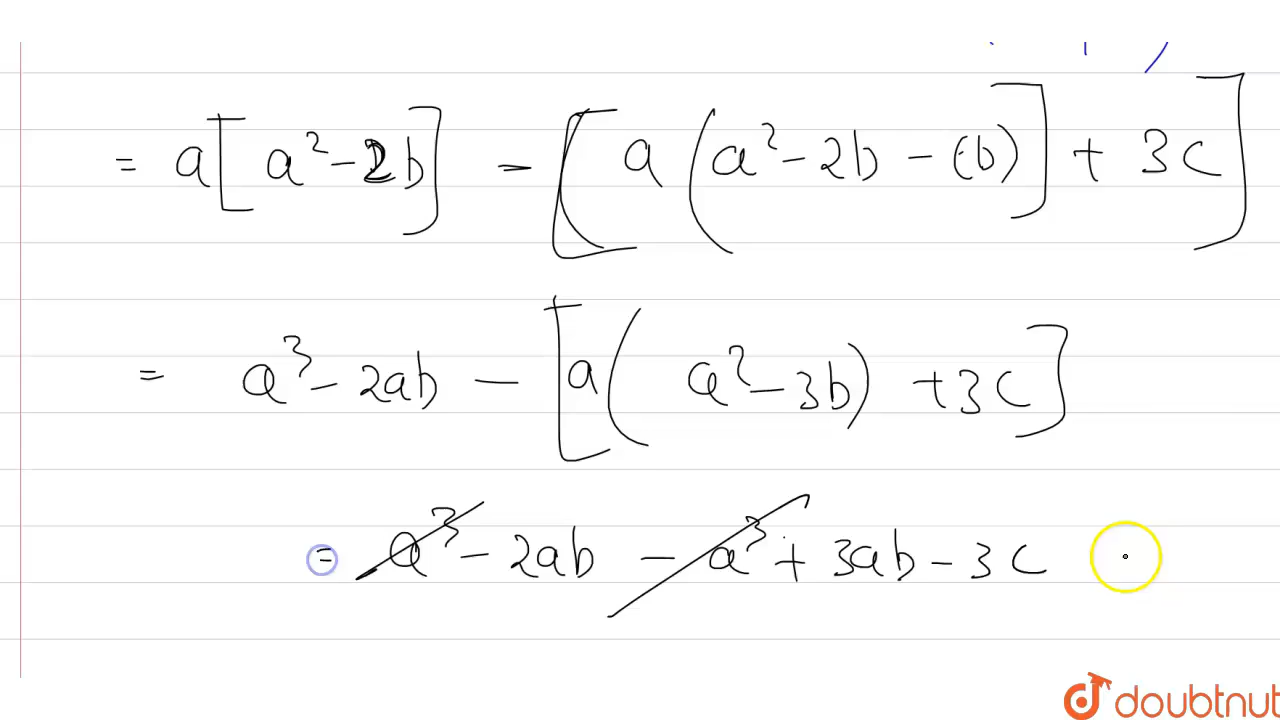 = a[a² - 2b] - [[a(a² - 2b - (b)] + 3c]
= a³ - 2ab - [a(a² - 3b) + 3c]
= a³ - 2ab - a³ + 3ab - 3c
doubtnut